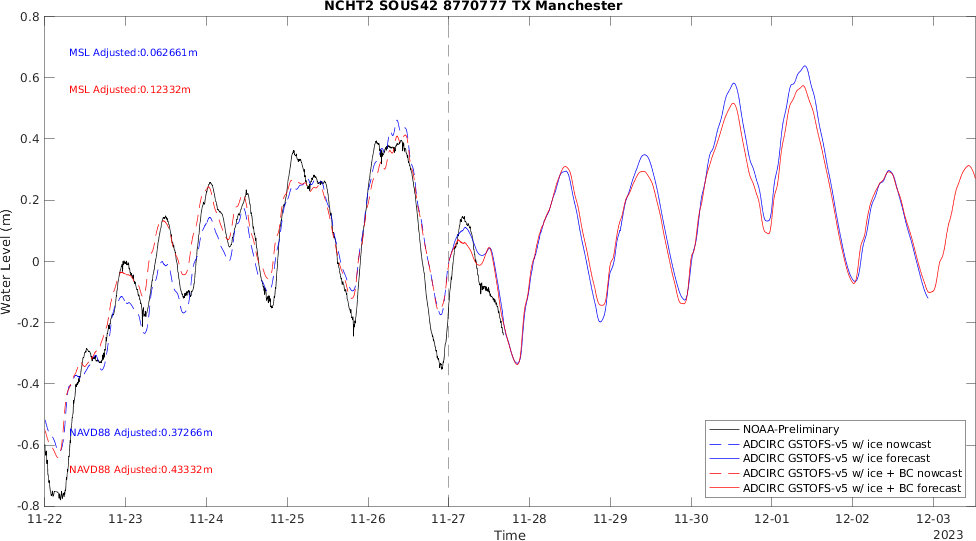 NCHT2 SOUS42 8770777 TX Manchester
0.8
0.6
0.4
0.2
0
-0.2
-0.4
-0.6
-0.8
Water Level (m)
MSL Adjusted:0.062661m
MSL Adjusted:0.12332m
NAVD88 Adjusted:0.37266m
NAVD88 Adjusted:0.43332m
NOAA-Preliminary
ADCIRC GSTOFS-v5 w/ ice nowcast
ADCIRC GSTOFS-v5 w/ ice forecast
ADCIRC GSTOFS-v5 w/ ice + BC nowcast
ADCIRC GSTOFS-v5 w/ ice + BC forecast
11-22 11-23 11-24 11-25 11-26 11-27 11-28 11-29 11-30 12-01 12-02 12-03
Time
2023